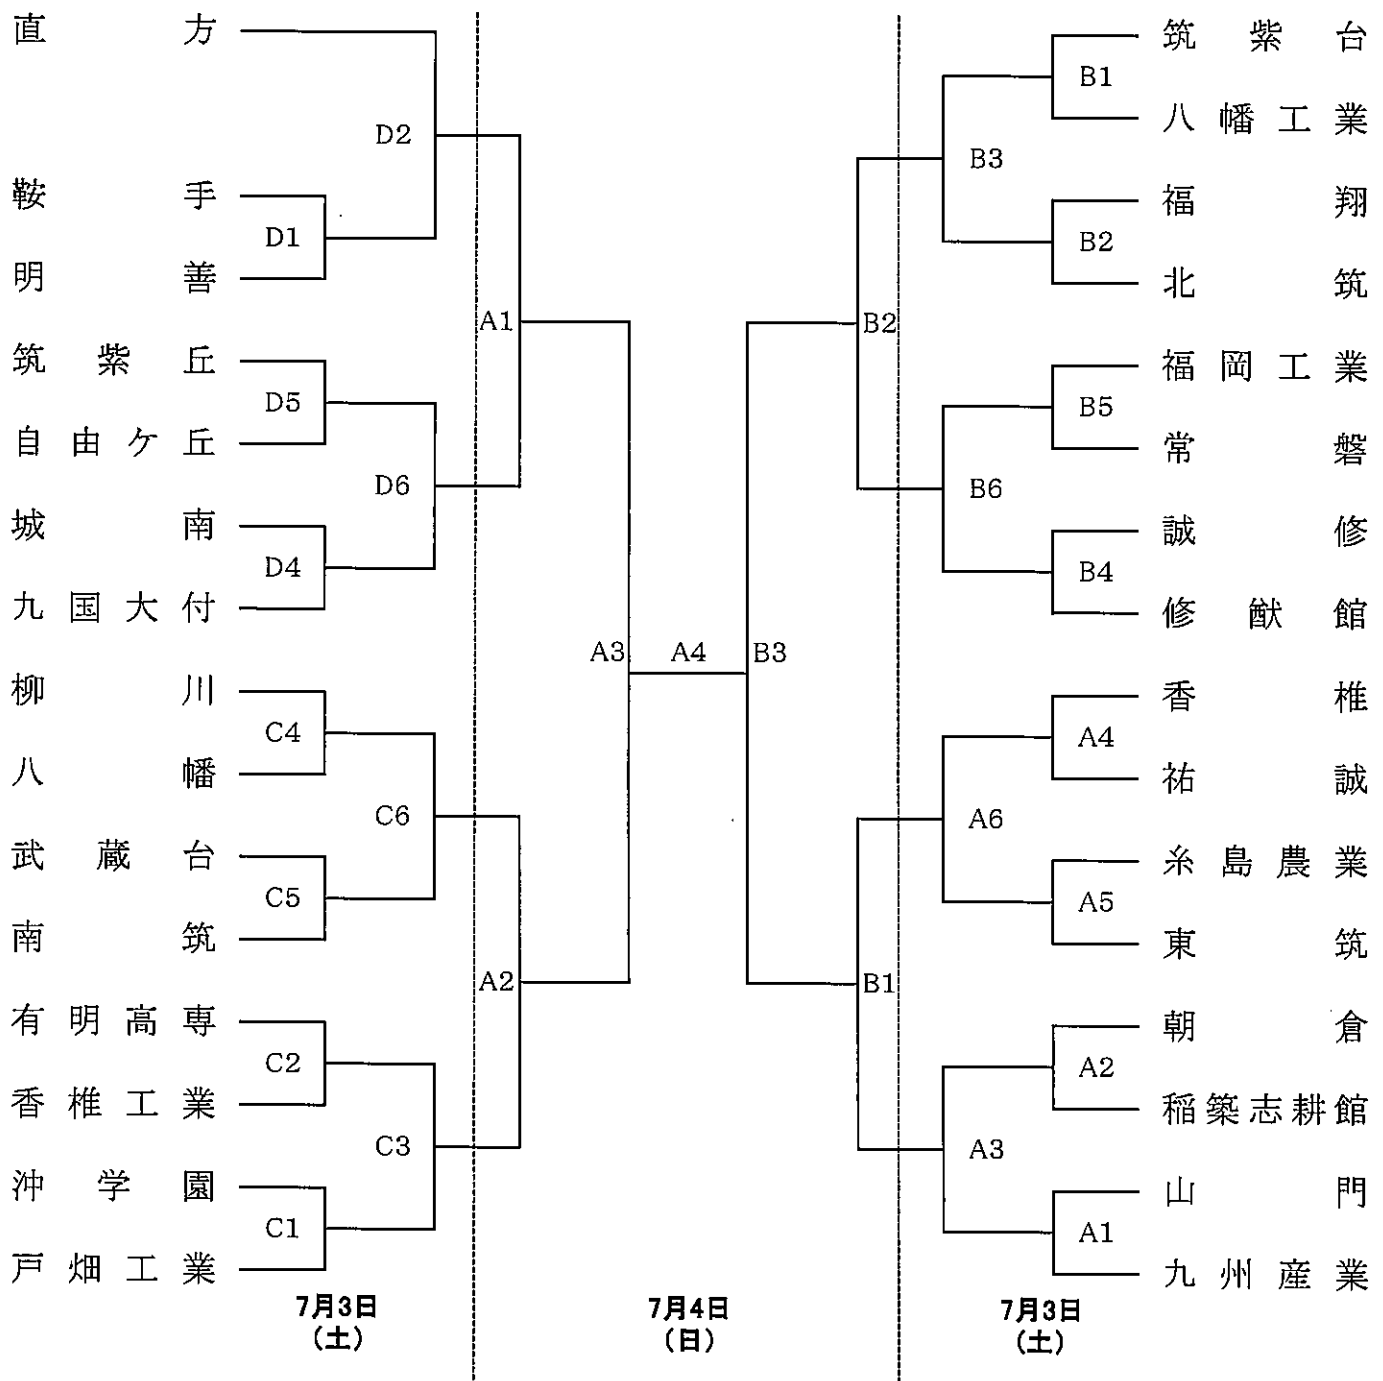 直方
D2
鞍手
D1
明善
A1
筑紫丘
D5
自由ケ丘
D6
城南
D4
九国大付
A3
柳川
C4
八幡
C6
武蔵台
C5
南筑
A2
有明高専
C2
香椎工業
C3
沖学園
C1
戸畑工業
7月3日
(土)
A4
7月4日
(日)
筑紫台
B1
八幡工業
B3
福翔
B2
北筑
B2
福岡工業
B5
常磐
B6
誠修
B4
修猷館
B3
香椎
A4
祐誠
A6
糸島農業
A5
東筑
B1
朝倉
A2
稲築志耕館
A3
山門
A1
九州産業
7月3日
(土)